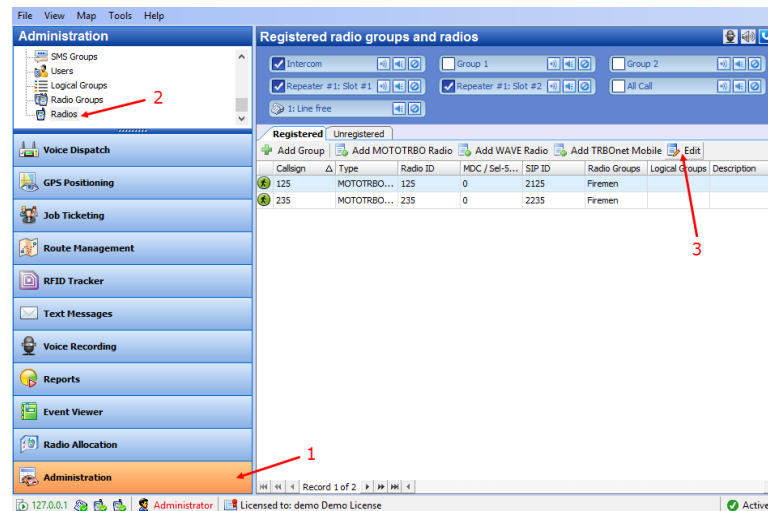 File View Map Tools Help
Administration
SMS Groups
Users
Logical Groups
Radio Groups
Radios
2
Voice Dispatch
GPS Positioning
Job Ticketing
Route Management
RFID Tracker
Text Messages
Voice Recording
Reports
Event Viewer
Radio Allocation
Administration
1
Registered radio groups and radios
Intercom Group 1 Group 2
Repeater #1: Slot #1 Repeater #1: Slot #2 All Call
1: Line free
Registered Unregistered
Add Group Add MOTOTRBO Radio Add WAVE Radio Add TRBOnet Mobile Edit
Callsign Type Radio ID MDC / Sel-5... SIP ID Radio Groups Logical Groups Description
125 MOTOTRBO... 125 0 2125 Firemen
235 MOTOTRBO... 235 0 2235 Firemen
3
Record 1 of 2
127.0.0.1 Administrator Licensed to: demo Demo License Active